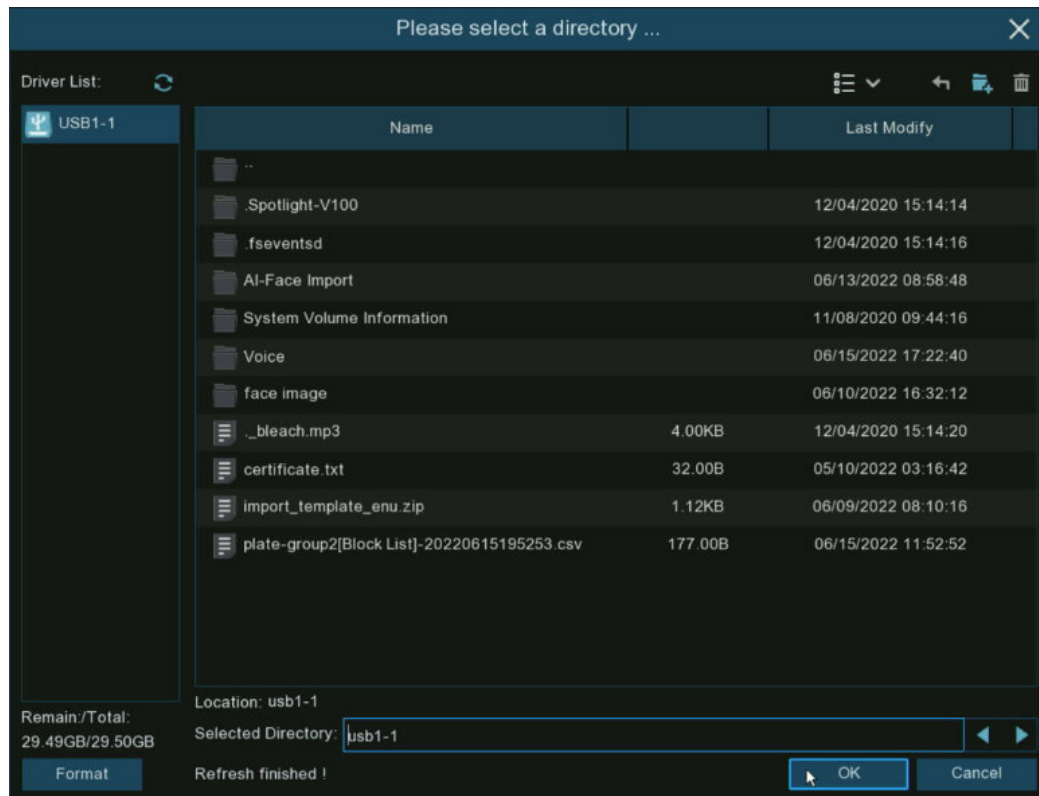 Please select a directory ...
Driver List:
USB1-1
Name Last Modify
..
.Spotlight-V100 12/04/2020 15:14:14
.fseventsd 12/04/2020 15:14:16
AI-Face Import 06/13/2022 08:58:48
System Volume Information 11/08/2020 09:44:16
Voice 06/15/2022 17:22:40
face image 06/10/2022 16:32:12
._bleach.mp3 4.00KB 12/04/2020 15:14:20
certificate.txt 32.00B 05/10/2022 03:16:42
import_template_enu.zip 1.12KB 06/09/2022 08:10:16
plate-group2[Block List]-20220615195253.csv 177.00B 06/15/2022 11:52:52
Location: usb1-1
Remain:/Total:
29.49GB/29.50GB
Selected Directory: usb1-1
Format
Refresh finished !
OK
Cancel